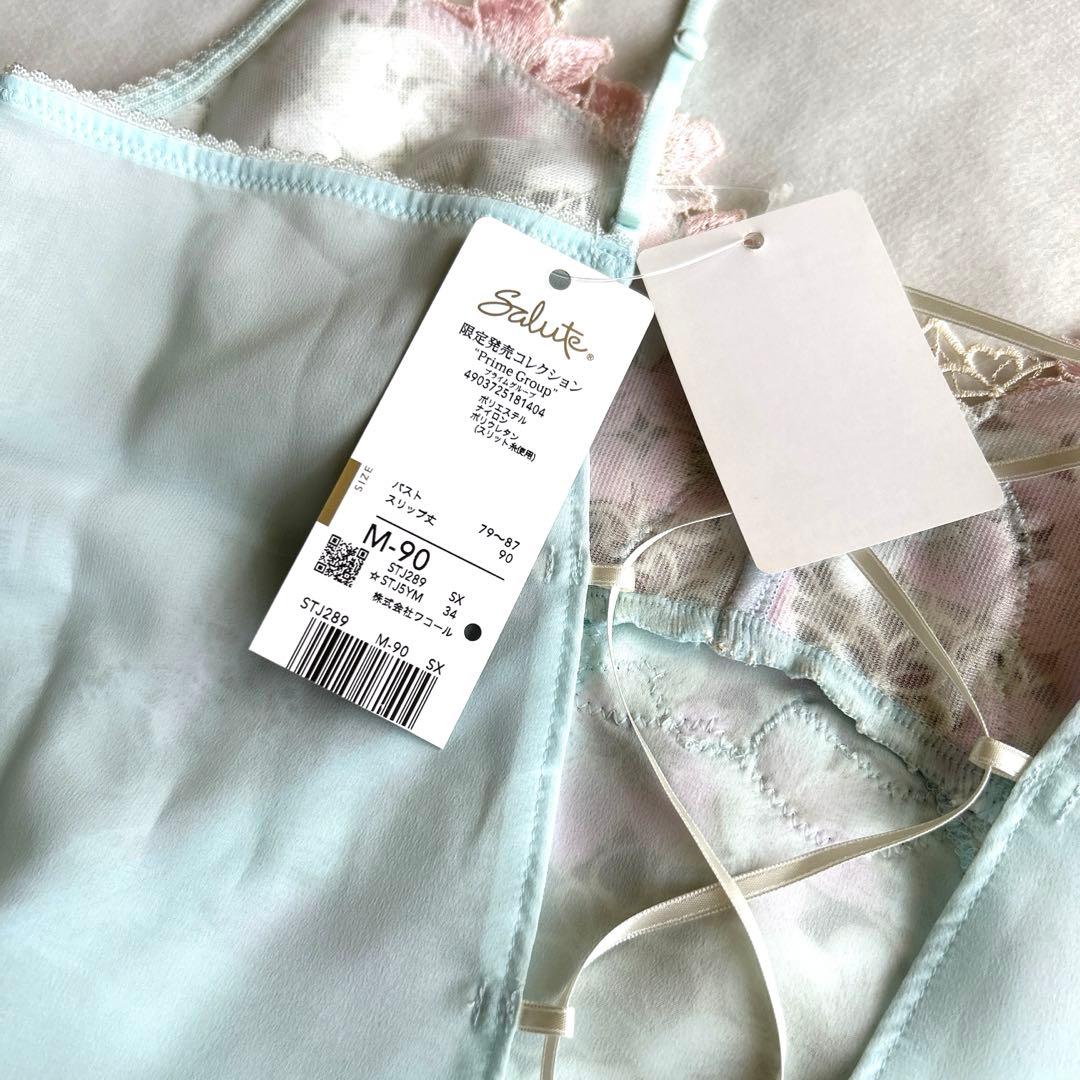 Salute®
限定発売コレクション
"Prime Group"
プライムグループ
4903725181404
ポリエステル
ナイロン
ポリウレタン
(スリット糸使用)
SIZE
バスト 79〜87
スリップ丈 90
M-90
STJ289 SX
☆STJ5YM 34
株式会社ワコール
STJ289 M-90 SX